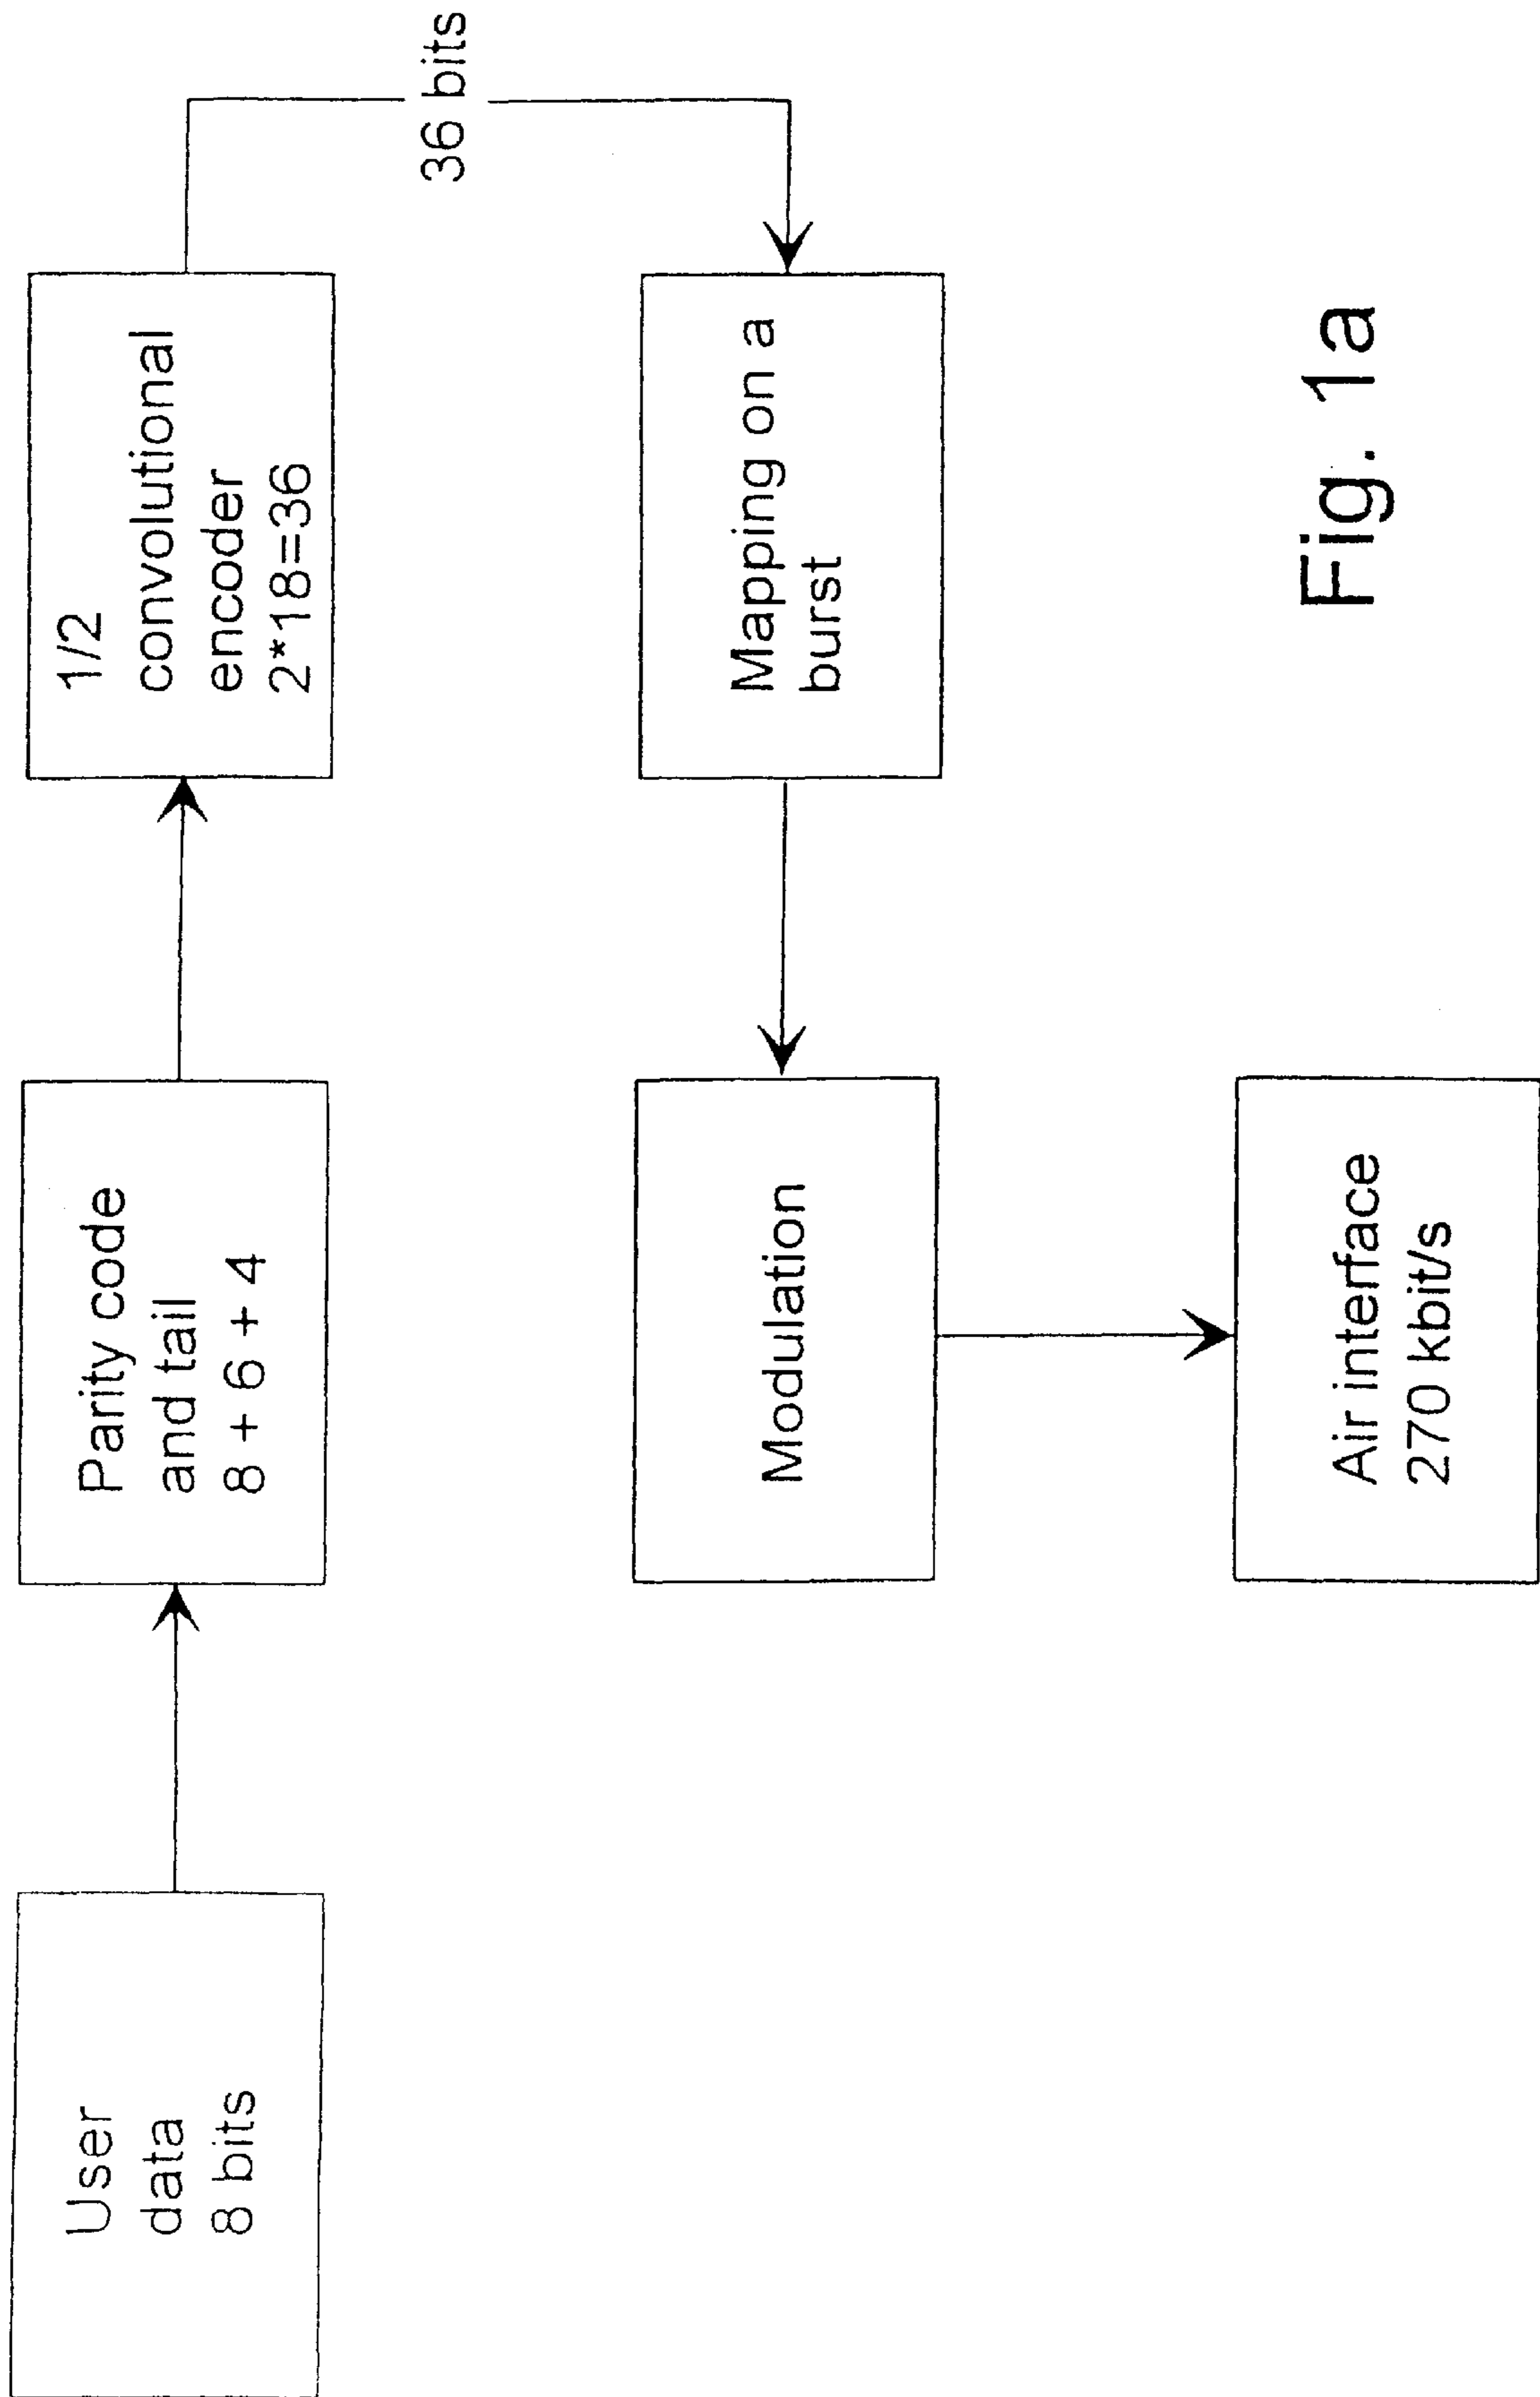 User
data
8 bits
Parity code
and tail
8 + 6 + 4
1/2
convolutional
encoder
2*18=36
36 bits
Mapping on a
burst
Modulation
Air interface
270 kbit/s
Fig. 1a